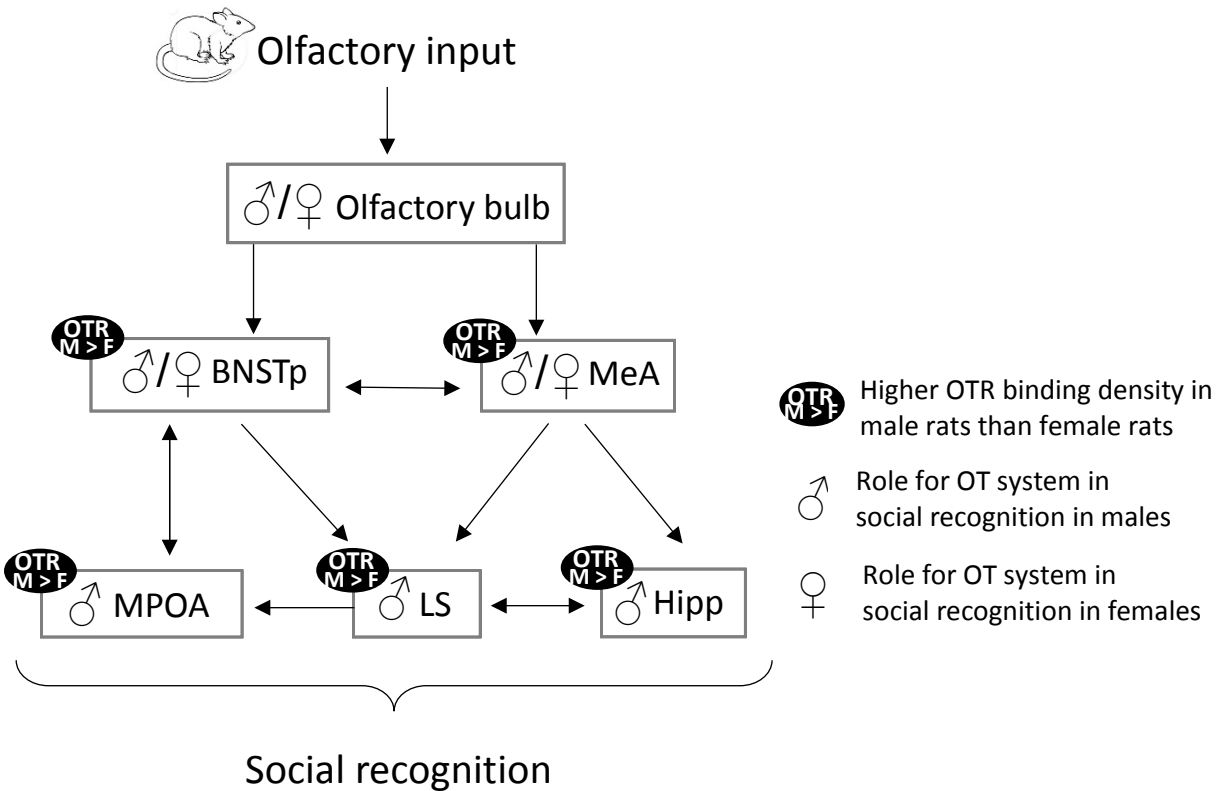 Olfactory input
♂/♀ Olfactory bulb
OTR
M > F
♂/♀ BNSTp
OTR
M > F
♂/♀ MeA
OTR
M > F
♂ MPOA
OTR
M > F
♂ LS
OTR
M > F
♂ Hipp
Social recognition
OTR
M > F
Higher OTR binding density in
male rats than female rats
♂
Role for OT system in
social recognition in males
♀
Role for OT system in
social recognition in females